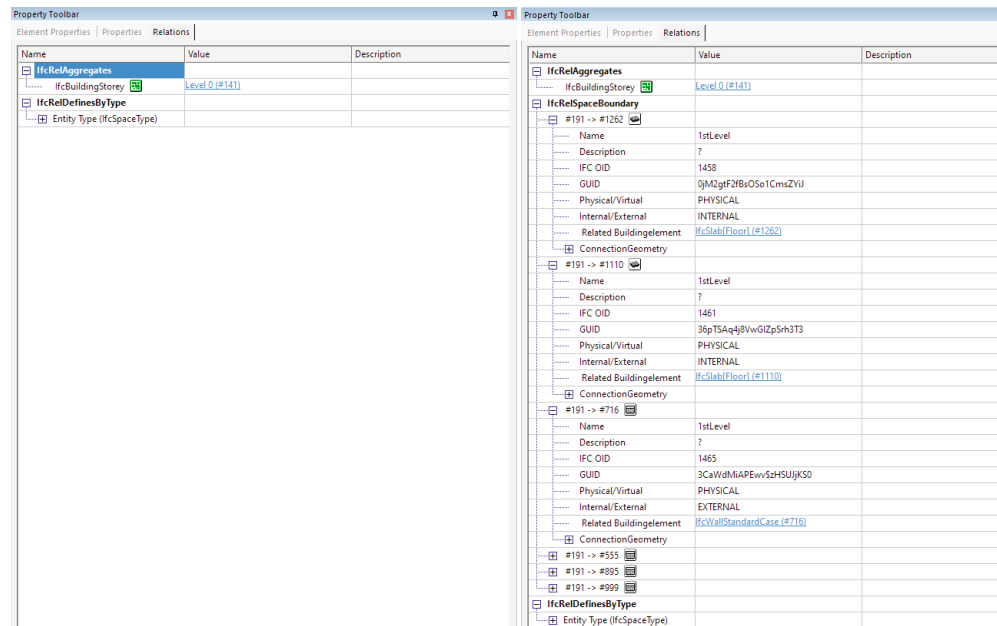 Property Toolbar
Element Properties Properties Relations
Name Value Description
IfcRelAggregates
IfcBuildingStorey Level 0 (#141)
IfcRelDefinesByType
Entity Type (IfcSpaceType)
Property Toolbar
Element Properties Properties Relations
Name Value Description
IfcRelAggregates
IfcBuildingStorey Level 0 (#141)
IfcRelSpaceBoundary
#191 -> #1262
Name 1stLevel
Description ?
IFC OID 1458
GUID 0jM2gtF2fBsOSo1CmsZYiJ
Physical/Virtual PHYSICAL
Internal/External INTERNAL
Related Buildingelement IfcSlab[Floor] (#1262)
ConnectionGeometry
#191 -> #1110
Name 1stLevel
Description ?
IFC OID 1461
GUID 36pTSAq4j8VwGlZpSrh3T3
Physical/Virtual PHYSICAL
Internal/External INTERNAL
Related Buildingelement IfcSlab[Floor] (#1110)
ConnectionGeometry
#191 -> #716
Name 1stLevel
Description ?
IFC OID 1465
GUID 3CaWdMiAPEwv$zHSUJjKS0
Physical/Virtual PHYSICAL
Internal/External EXTERNAL
Related Buildingelement IfcWallStandardCase (#716)
ConnectionGeometry
#191 -> #555
#191 -> #895
#191 -> #999
IfcRelDefinesByType
Entity Type (IfcSpaceType)